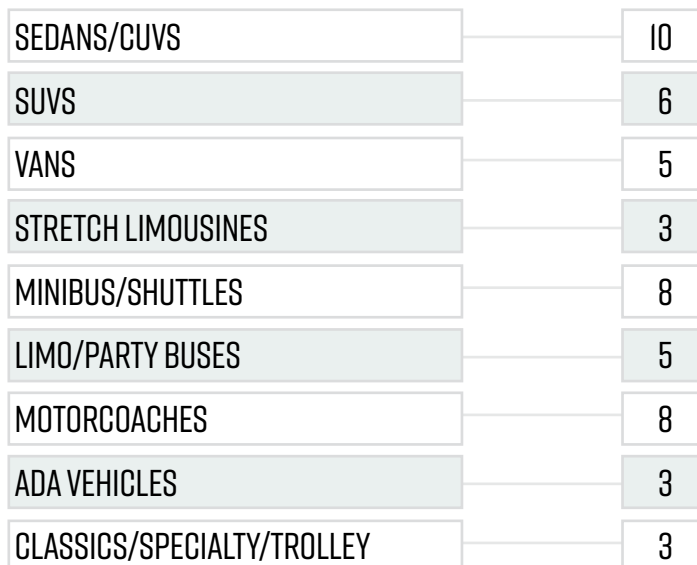 SEDANS/CUVS 10
SUVS 6
VANS 5
STRETCH LIMOUSINES 3
MINIBUS/SHUTTLES 8
LIMO/PARTY BUSES 5
MOTORCOACHES 8
ADA VEHICLES 3
CLASSICS/SPECIALTY/TROLLEY 3